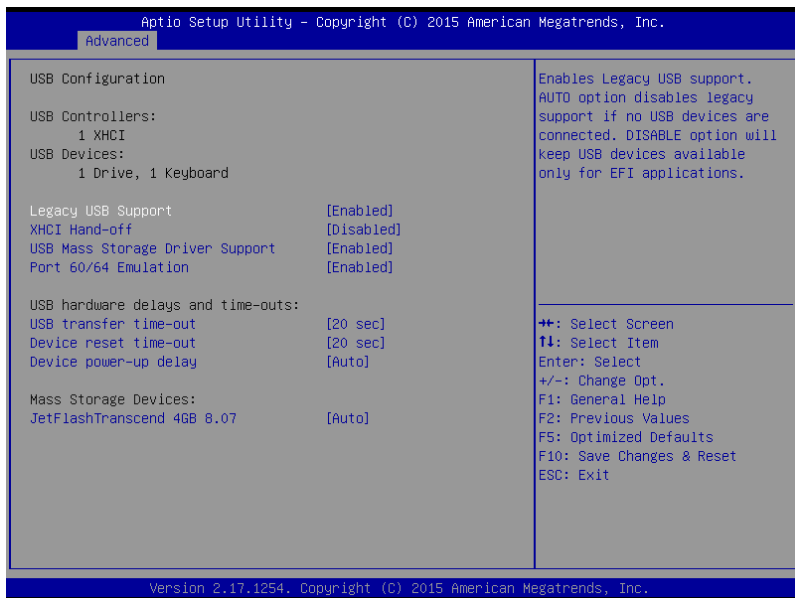 Aptio Setup Utility – Copyright (C) 2015 American Megatrends, Inc.
Advanced
USB Configuration
USB Controllers:
1 XHCI
USB Devices:
1 Drive, 1 Keyboard
Legacy USB Support [Enabled]
XHCI Hand-off [Disabled]
USB Mass Storage Driver Support [Enabled]
Port 60/64 Emulation [Enabled]
USB hardware delays and time-outs:
USB transfer time-out [20 sec]
Device reset time-out [20 sec]
Device power-up delay [Auto]
Mass Storage Devices:
JetFlashTranscend 4GB 8.07 [Auto]
Enables Legacy USB support.
AUTO option disables legacy
support if no USB devices are
connected. DISABLE option will
keep USB devices available
only for EFI applications.
→←: Select Screen
↑↓: Select Item
Enter: Select
+/-: Change Opt.
F1: General Help
F2: Previous Values
F5: Optimized Defaults
F10: Save Changes & Reset
ESC: Exit
Version 2.17.1254. Copyright (C) 2015 American Megatrends, Inc.